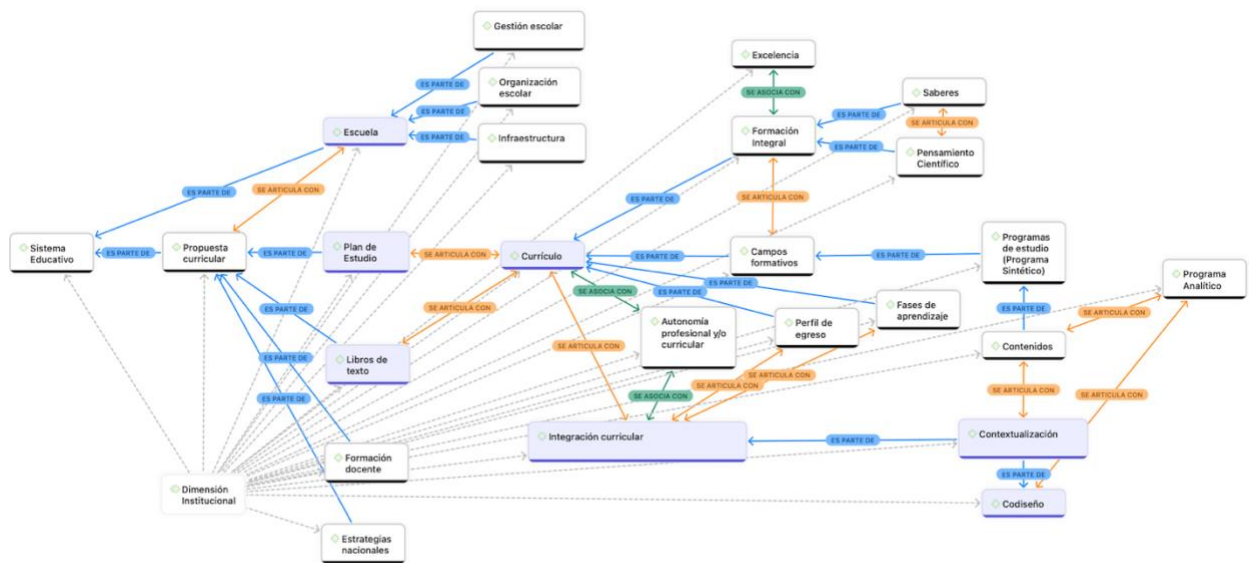 Gestión escolar
Excelencia
ES PARTE DE
Organización
escolar
SE ASOCIA CON
Saberes
ES PARTE DE
ES PARTE DE
SE ARTICULA CON
Escuela
ES PARTE DE
Infraestructura
Formación
Integral
ES PARTE DE
Pensamiento
Científico
ES PARTE DE
SE ARTICULA CON
ES PARTE DE
SE ARTICULA CON
Sistema
Educativo
ES PARTE DE
Propuesta
curricular
ES PARTE DE
Plan de
Estudio
SE ARTICULA CON
Currículo
ES PARTE DE
Campos
formativos
ES PARTE DE
Programas
de estudio
(Programa
Sintético)
Programa
Analítico
SE ASOCIA CON
ES PARTE DE
ES PARTE DE
ES PARTE DE
SE ARTICULA CON
Autonomía
profesional y/o
curricular
Perfil de
egreso
Fases de
aprendizaje
ES PARTE DE
SE ARTICULA CON
Contenidos
ES PARTE DE
Libros de
texto
SE ARTICULA CON
SE ARTICULA CON
SE ARTICULA CON
SE ASOCIA CON
SE ARTICULA CON
SE ARTICULA CON
ES PARTE DE
Integración curricular
ES PARTE DE
Contextualización
Formación
docente
ES PARTE DE
Dimensión
Institucional
Codiseño
Estrategias
nacionales